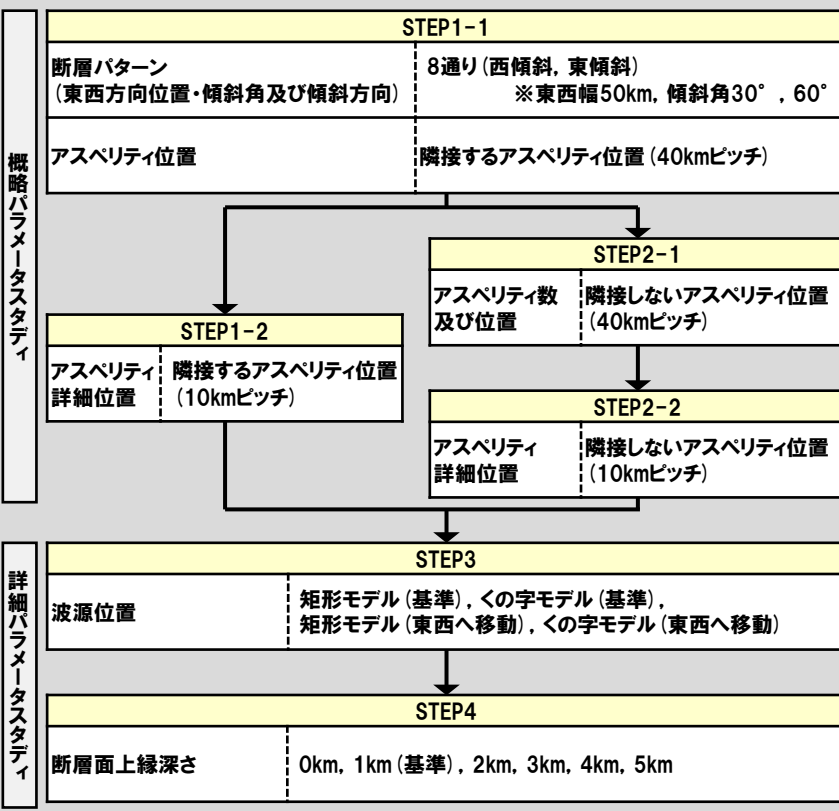 概略パラメータスタディ
STEP1-1
断層パターン
(東西方向位置・傾斜角及び傾斜方向)
8通り(西傾斜，東傾斜)
※東西幅50km，傾斜角30°，60°
アスペリティ位置
隣接するアスペリティ位置(40kmピッチ)
STEP1-2
アスペリティ
詳細位置
隣接するアスペリティ位置
(10kmピッチ)
STEP2-1
アスペリティ数
及び位置
隣接しないアスペリティ位置
(40kmピッチ)
STEP2-2
アスペリティ
詳細位置
隣接しないアスペリティ位置
(10kmピッチ)
詳細パラメータスタディ
STEP3
波源位置
矩形モデル(基準)，くの字モデル(基準)，
矩形モデル(東西へ移動)，くの字モデル(東西へ移動)
STEP4
断層面上縁深さ
0km，1km(基準)，2km，3km，4km，5km